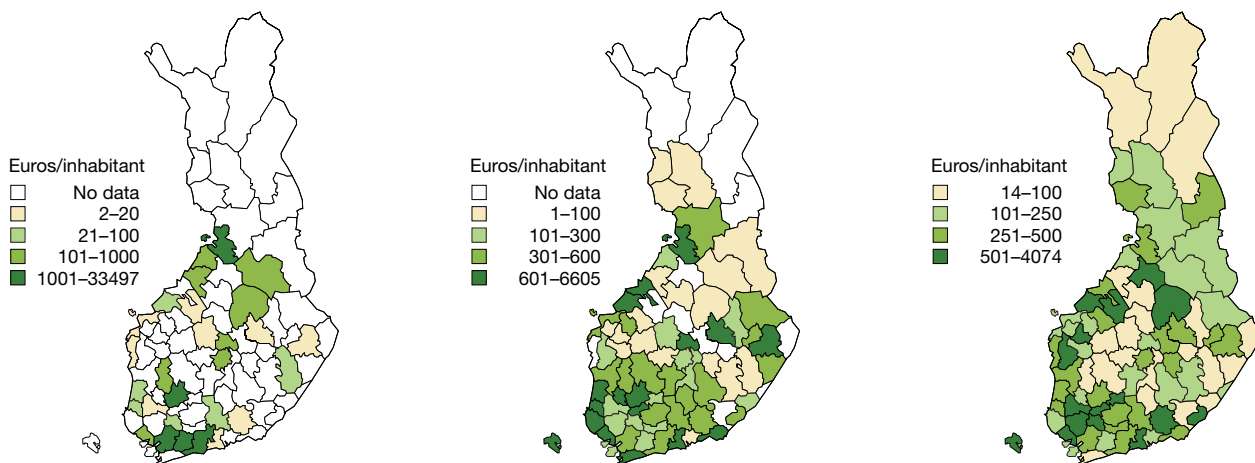 Euros/inhabitant
No data
2–20
21–100
101–1000
1001–33497
Euros/inhabitant
No data
1–100
101–300
301–600
601–6605
Euros/inhabitant
14–100
101–250
251–500
501–4074